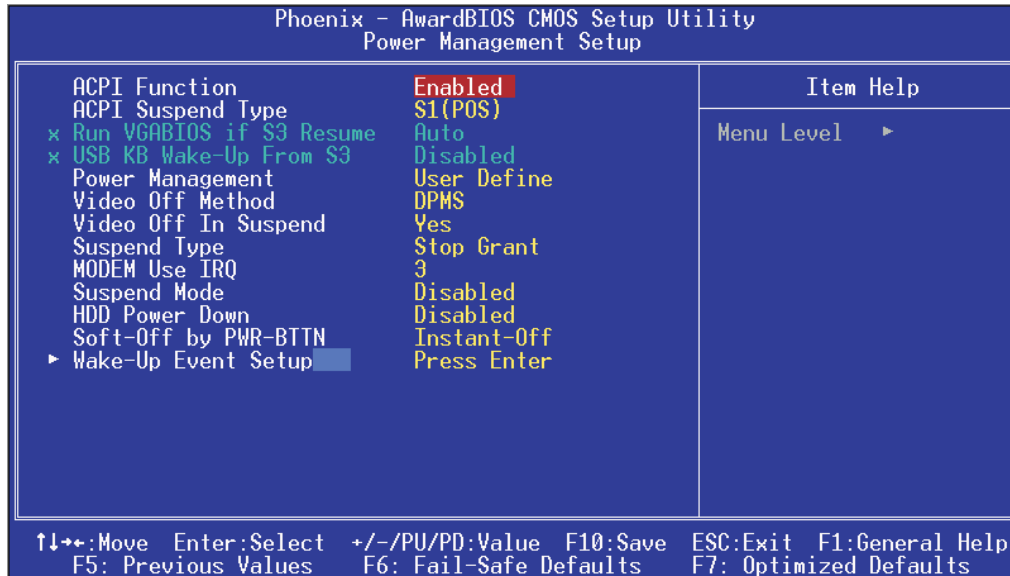 Phoenix - AwardBIOS CMOS Setup Utility
Power Management Setup
ACPI Function Enabled
ACPI Suspend Type S1(POS)
x Run VGABIOS if S3 Resume Auto
x USB KB Wake-Up From S3 Disabled
Power Management User Define
Video Off Method DPMS
Video Off In Suspend Yes
Suspend Type Stop Grant
MODEM Use IRQ 3
Suspend Mode Disabled
HDD Power Down Disabled
Soft-Off by PWR-BTTN Instant-Off
► Wake-Up Event Setup Press Enter
Item Help
Menu Level ►
↑↓→←:Move Enter:Select +/-/PU/PD:Value F10:Save ESC:Exit F1:General Help
F5: Previous Values F6: Fail-Safe Defaults F7: Optimized Defaults